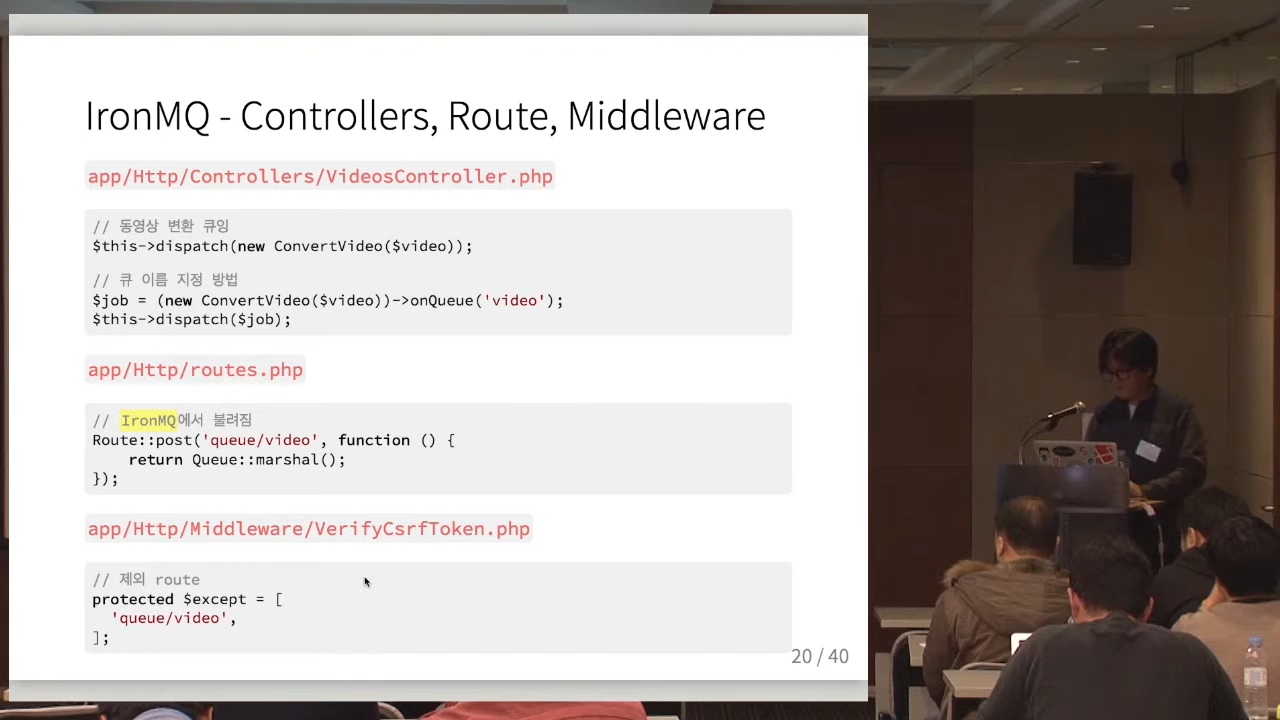 IronMQ - Controllers, Route, Middleware
app/Http/Controllers/VideosController.php
// 동영상 변환 큐잉
$this->dispatch(new ConvertVideo($video));
// 큐 이름 지정 방법
$job = (new ConvertVideo($video))->onQueue('video');
$this->dispatch($job);
app/Http/routes.php
// IronMQ에서 불려짐
Route::post('queue/video', function () {
    return Queue::marshal();
});
app/Http/Middleware/VerifyCsrfToken.php
// 제외 route
protected $except = [
  'queue/video',
];
20 / 40